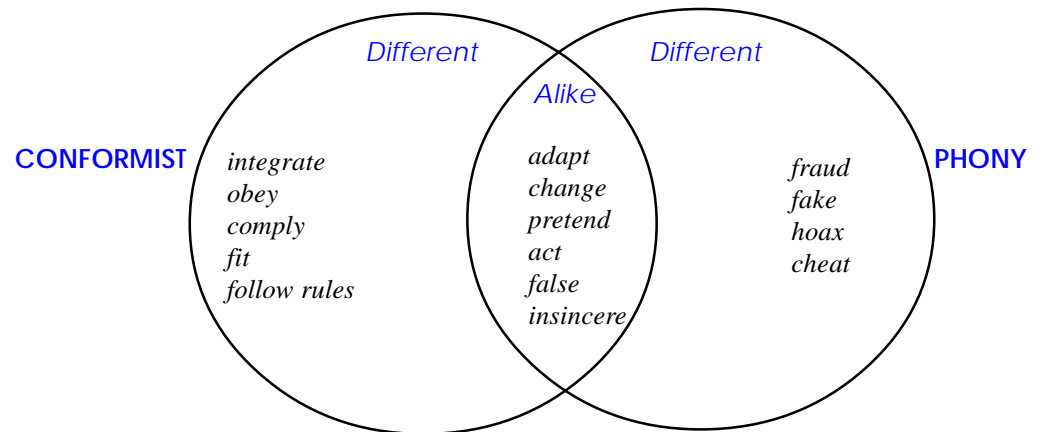 Different
Different
Alike
CONFORMIST
PHONY
integrate
obey
comply
fit
follow rules
adapt
change
pretend
act
false
insincere
fraud
fake
hoax
cheat